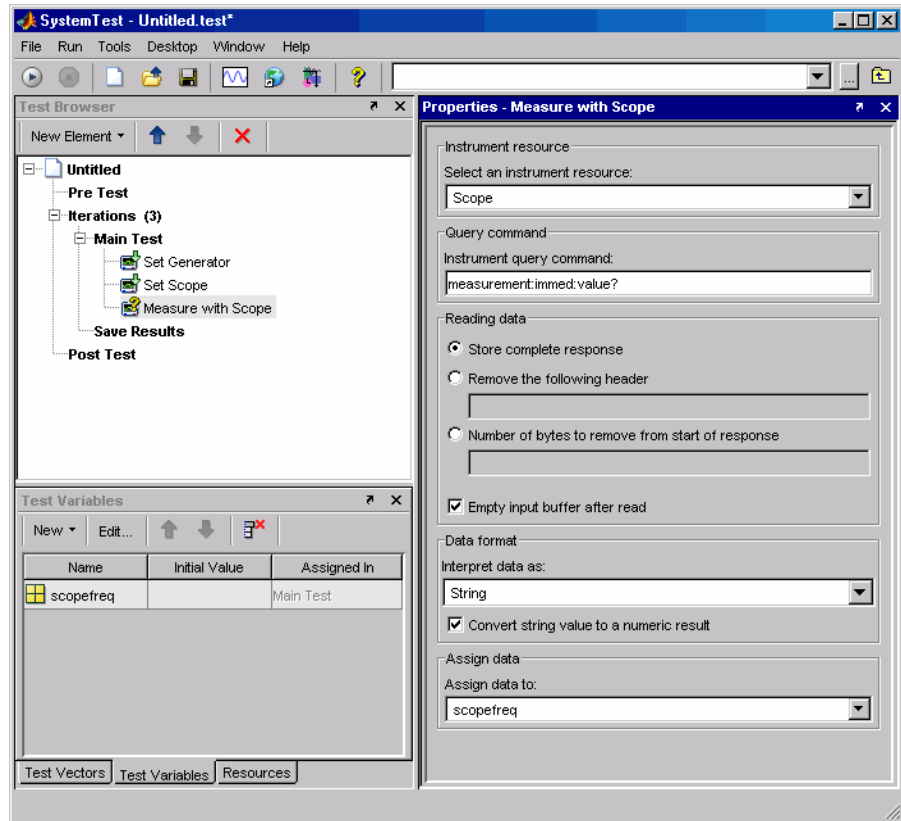 SystemTest - Untitled.test*
File Run Tools Desktop Window Help
...
Test Browser
New Element
Untitled
Pre Test
Iterations (3)
Main Test
Set Generator
Set Scope
Measure with Scope
Save Results
Post Test
Test Variables
New Edit...
Name Initial Value Assigned In
scopefreq Main Test
Test Vectors Test Variables Resources
Properties - Measure with Scope
Instrument resource
Select an instrument resource:
Scope
Query command
Instrument query command:
measurement:immed:value?
Reading data
Store complete response
Remove the following header
Number of bytes to remove from start of response
Empty input buffer after read
Data format
Interpret data as:
String
Convert string value to a numeric result
Assign data
Assign data to:
scopefreq